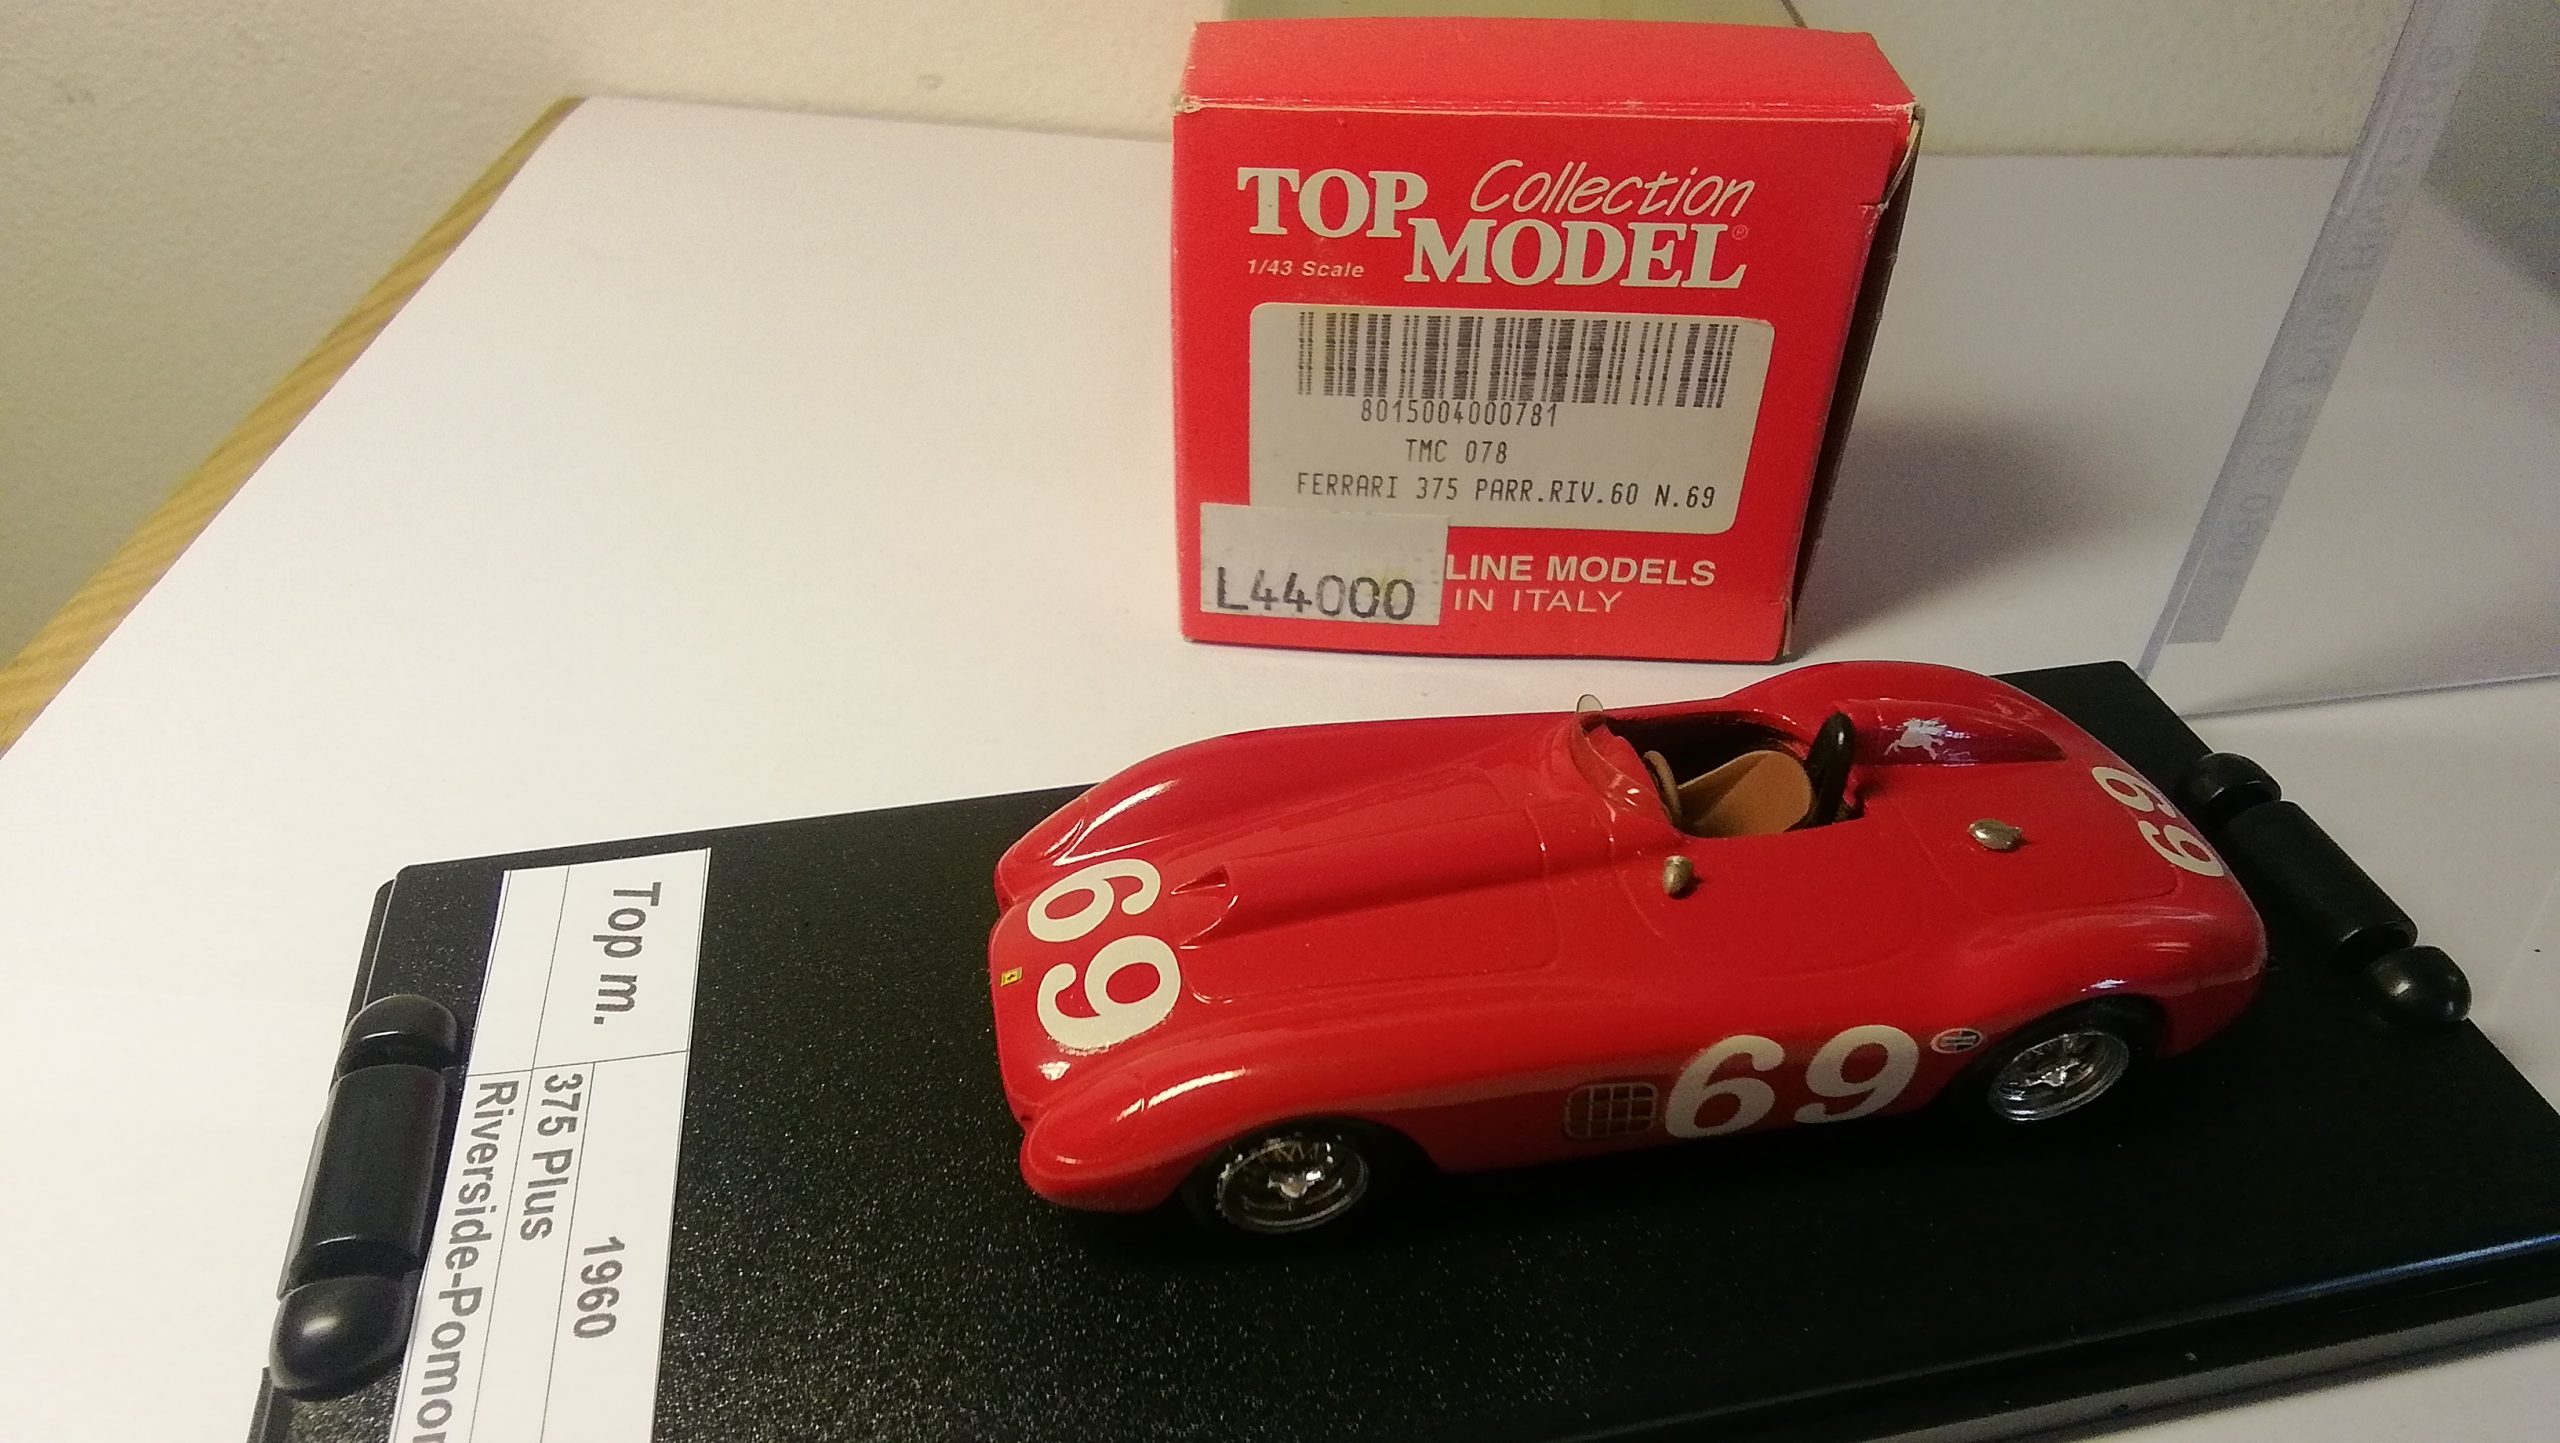 Collection
TOP MODEL®
1/43 Scale
8015004000781
TMC 078
FERRARI 375 PARR.RIV.60 N.69
LINE MODELS
L44000
IN ITALY
69
69
69
Top m.
1960
375 Plus
Riverside-Pomon